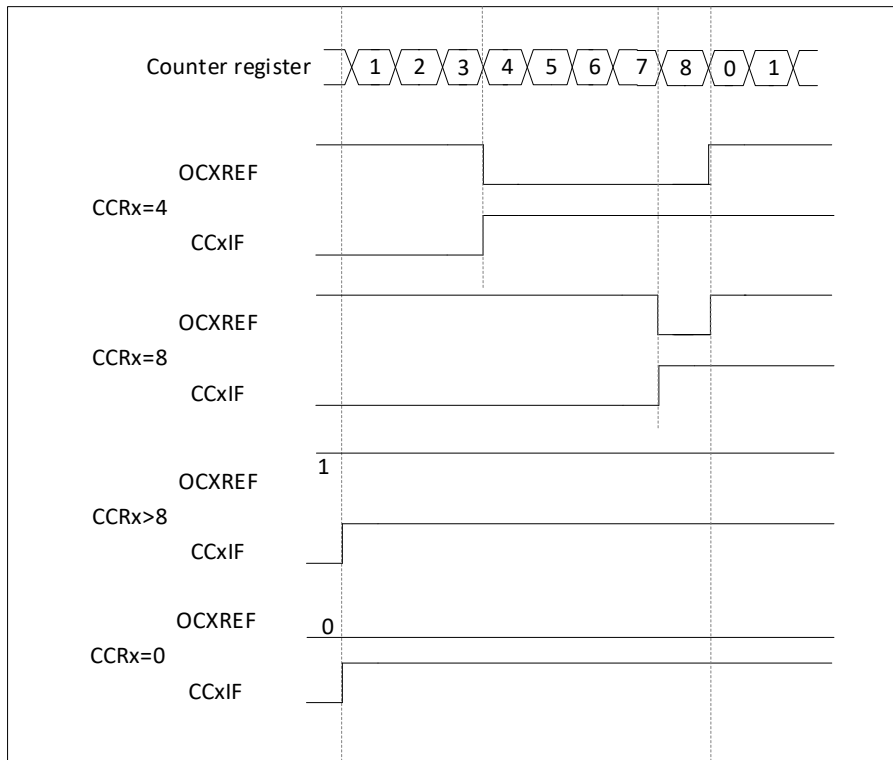 Counter register 1 2 3 4 5 6 7 8 0 1
OCXREF
CCRx=4
CCxIF
OCXREF
CCRx=8
CCxIF
1
OCXREF
CCRx>8
CCxIF
OCXREF 0
CCRx=0
CCxIF